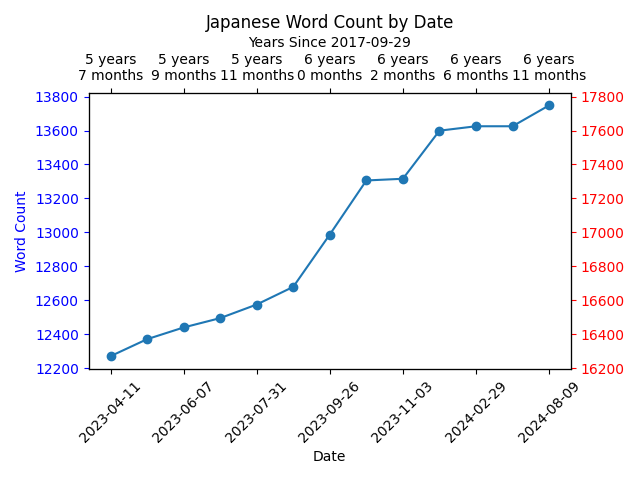 Japanese Word Count by Date
Years Since 2017-09-29
5 years 5 years 5 years 6 years 6 years 6 years 6 years
7 months 9 months 11 months 0 months 2 months 6 months 11 months
13800 17800
13600 17600
13400 17400
13200 17200
13000 17000
12800 16800
12600 16600
12400 16400
12200 16200
Word Count
2023-04-11 2023-06-07 2023-07-31 2023-09-26 2023-11-03 2024-02-29 2024-08-09
Date